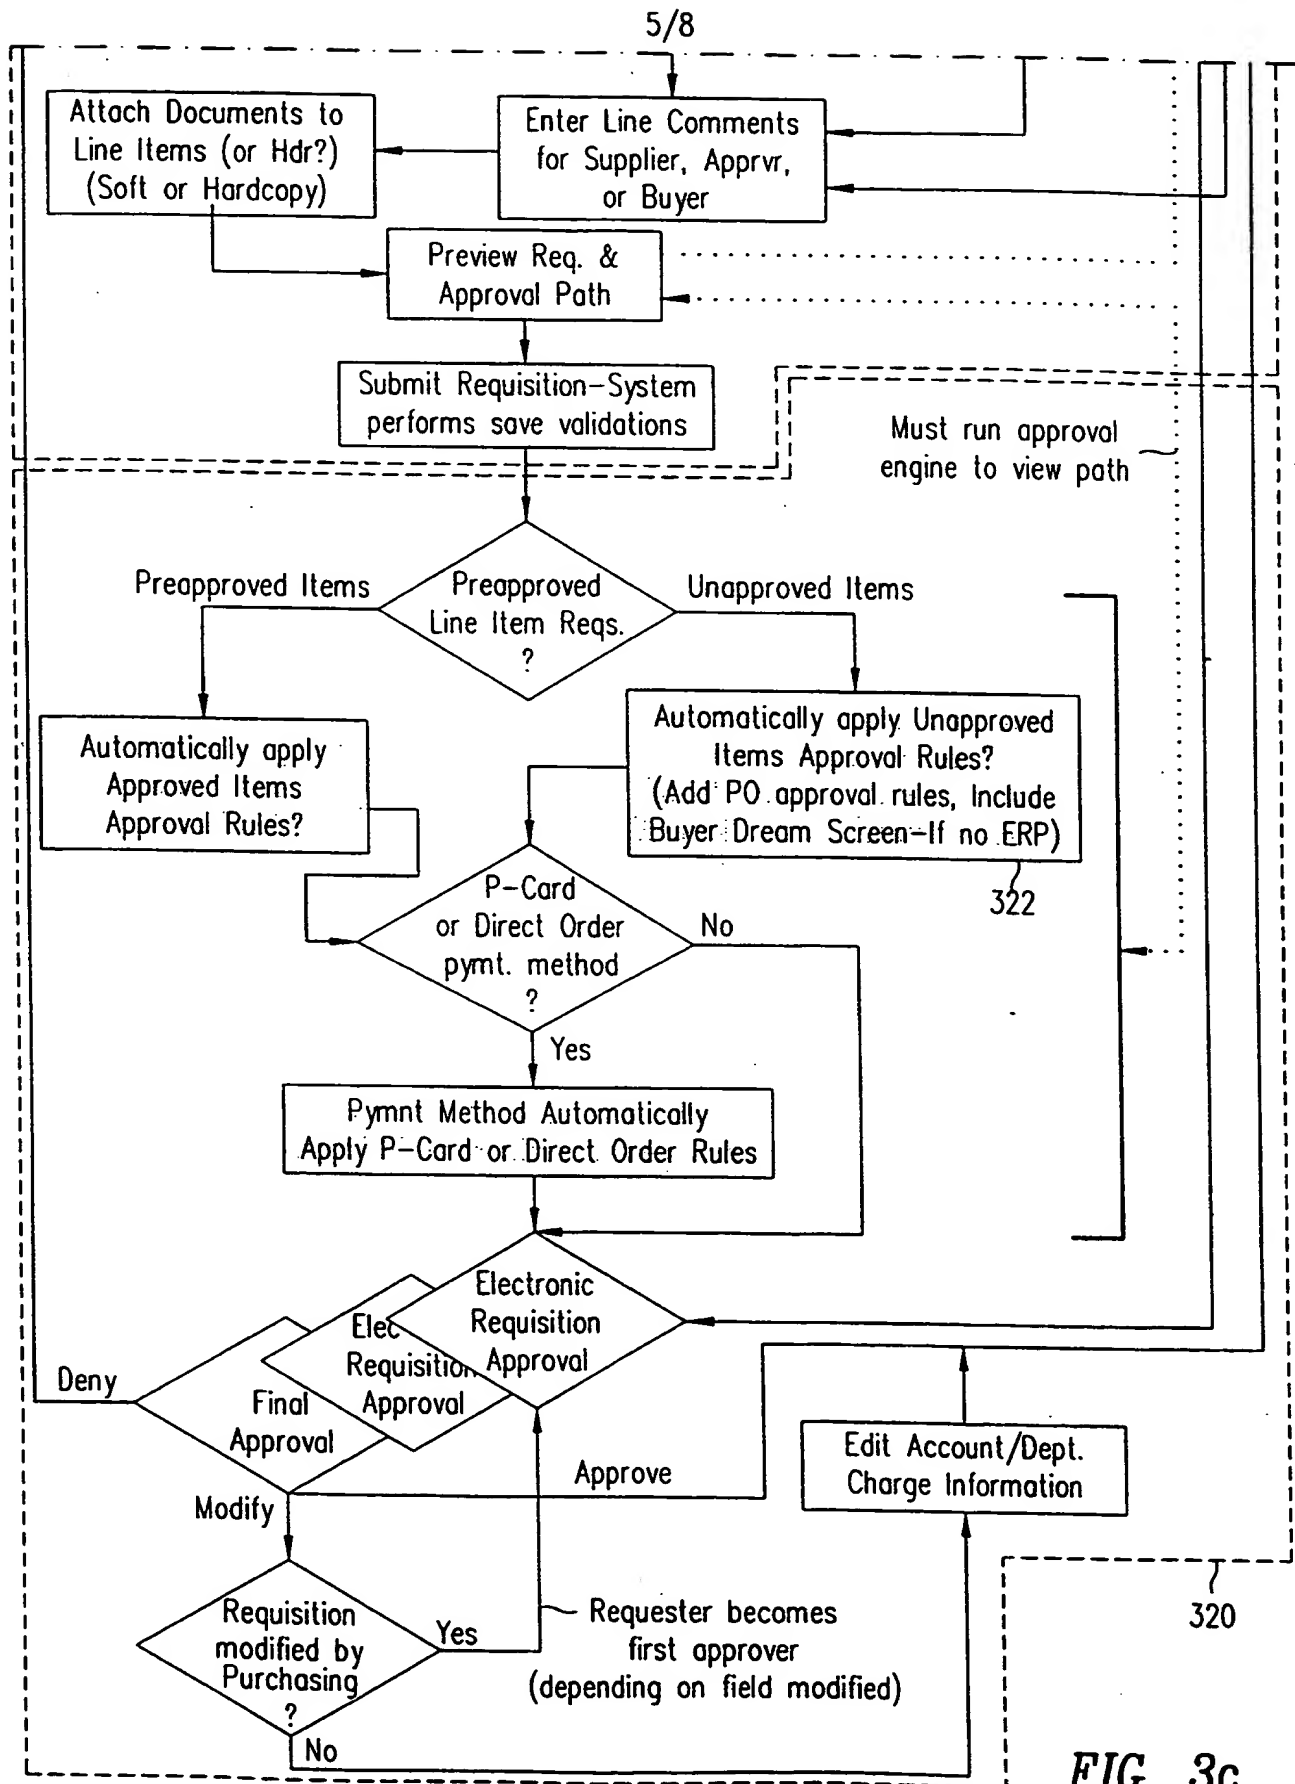 5/8
Attach Documents to
Line Items (or Hdr?)
(Soft or Hardcopy)
Enter Line Comments
for Supplier, Apprvr,
or Buyer
Preview Req. &
Approval Path
Submit Requisition-System
performs save validations
Must run approval
engine to view path
Preapproved Items
Preapproved
Line Item Reqs.
?
Unapproved Items
Automatically apply
Approved Items
Approval Rules?
Automatically apply Unapproved
Items Approval Rules?
(Add PO approval rules, Include
Buyer Dream Screen-If no ERP)
322
P-Card
or Direct Order
pymt. method
?
No
Yes
Pymnt Method Automatically
Apply P-Card or Direct Order Rules
Electronic
Requisition
Approval
Elec
Requisition
Approval
Final
Approval
Deny
Approve
Modify
Edit Account/Dept.
Charge Information
Requisition
modified by
Purchasing
?
Yes
No
Requester becomes
first approver
(depending on field modified)
320
FIG. 3c